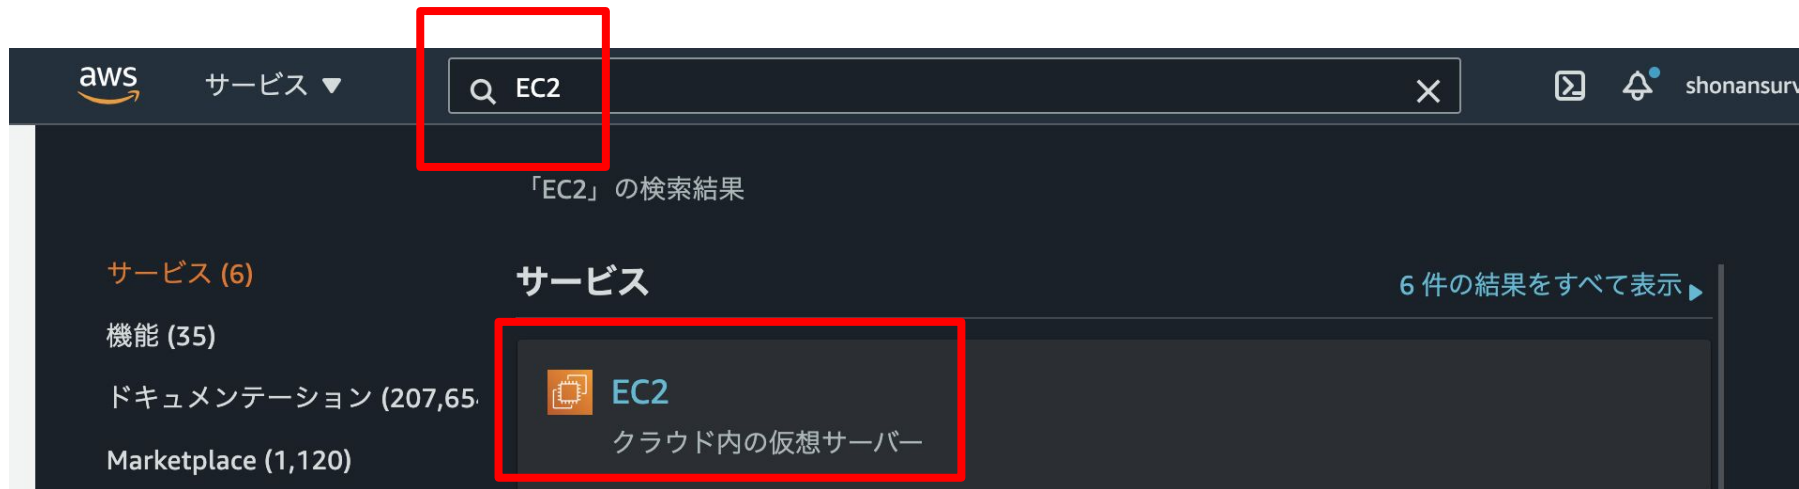 aws サービス ▼ EC2 shonansurv
「EC2」の検索結果
サービス (6)
機能 (35)
ドキュメンテーション (207,65
Marketplace (1,120)
サービス
6 件の結果をすべて表示
EC2
クラウド内の仮想サーバー